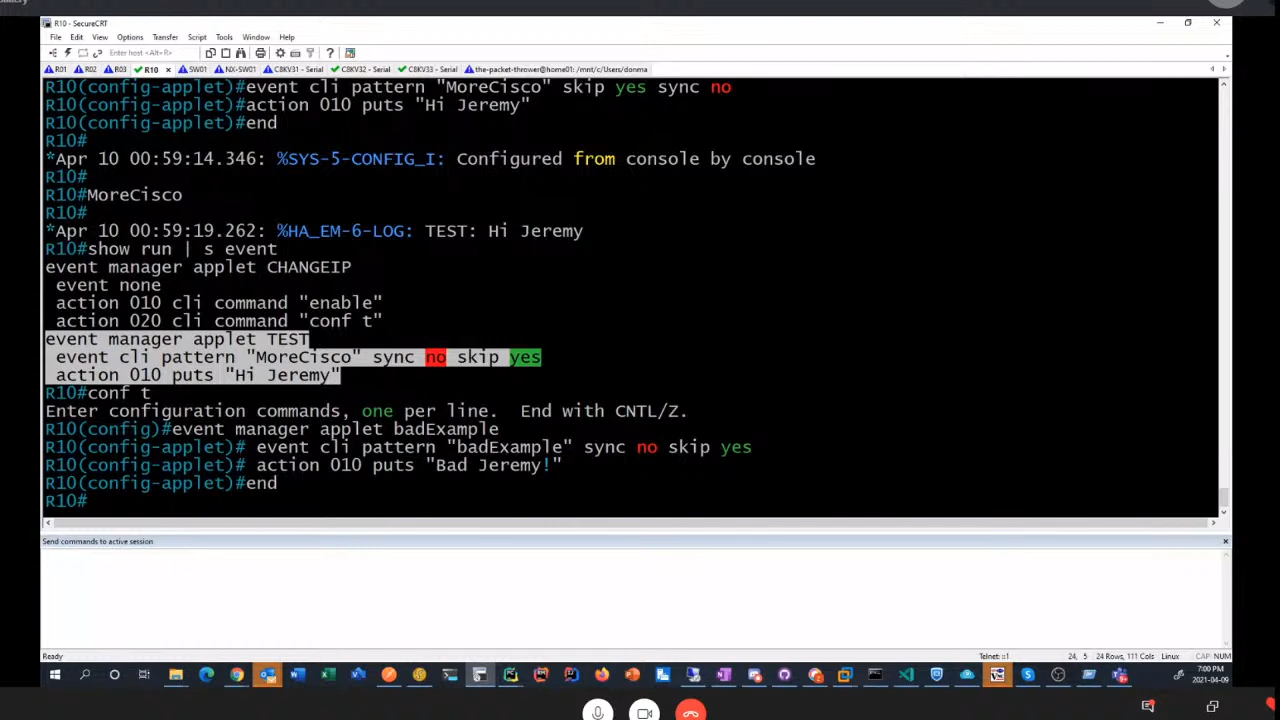 R10 - SecureCRT
File Edit View Options Transfer Script Tools Window Help
Enter host <Alt+R>
R01 R02 R03 R10 SW01 NX-SW01 C8KV31 - Serial C8KV32 - Serial C8KV33 - Serial the-packet-thrower@home01: /mnt/c/Users/donma
R10(config-applet)#event cli pattern "MoreCisco" skip yes sync no
R10(config-applet)#action 010 puts "Hi Jeremy"
R10(config-applet)#end
R10#
*Apr 10 00:59:14.346: %SYS-5-CONFIG_I: Configured from console by console
R10#
R10#MoreCisco
R10#
*Apr 10 00:59:19.262: %HA_EM-6-LOG: TEST: Hi Jeremy
R10#show run | s event
event manager applet CHANGEIP
event none
action 010 cli command "enable"
action 020 cli command "conf t"
event manager applet TEST
event cli pattern "MoreCisco" sync no skip yes
action 010 puts "Hi Jeremy"
R10#conf t
Enter configuration commands, one per line.  End with CNTL/Z.
R10(config)#event manager applet badExample
R10(config-applet)# event cli pattern "badExample" sync no skip yes
R10(config-applet)# action 010 puts "Bad Jeremy!"
R10(config-applet)#end
R10#
Send commands to active session
Ready Telnet: ::1 24, 5 24 Rows, 111 Cols Linux CAP NUM
7:00 PM
2021-04-09